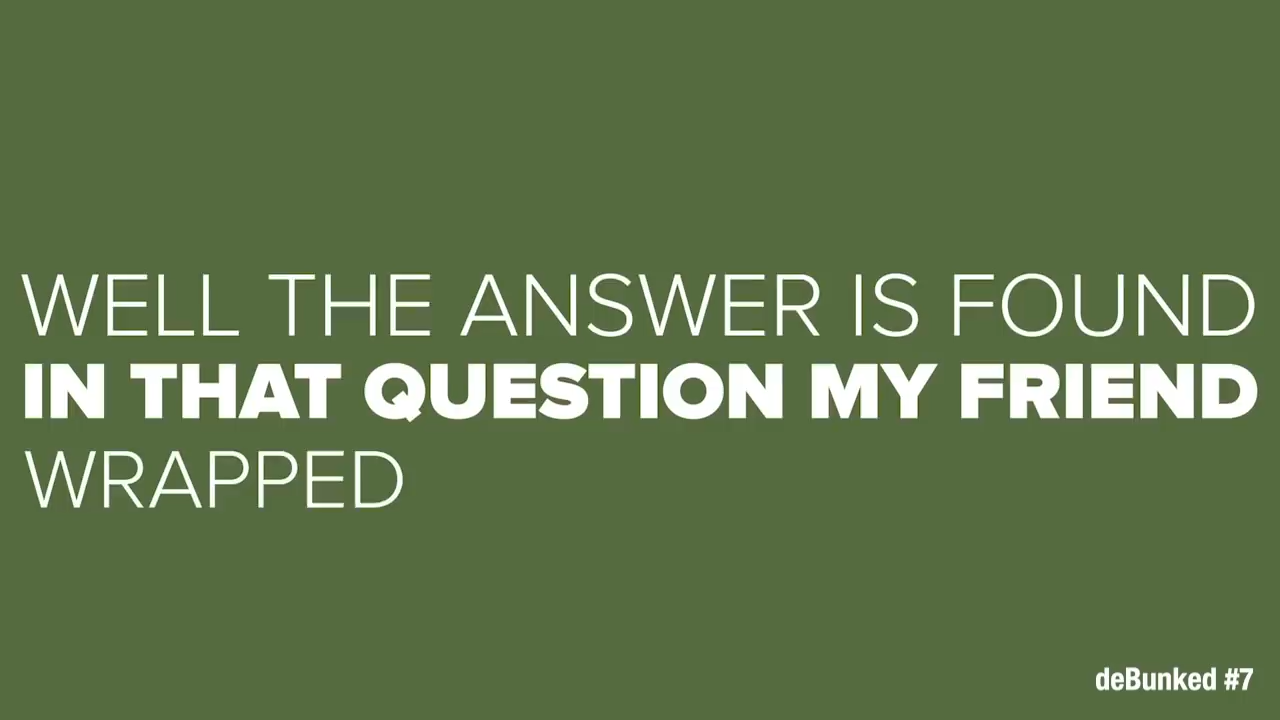 WELL THE ANSWER IS FOUND
IN THAT QUESTION MY FRIEND
WRAPPED
deBunked #7